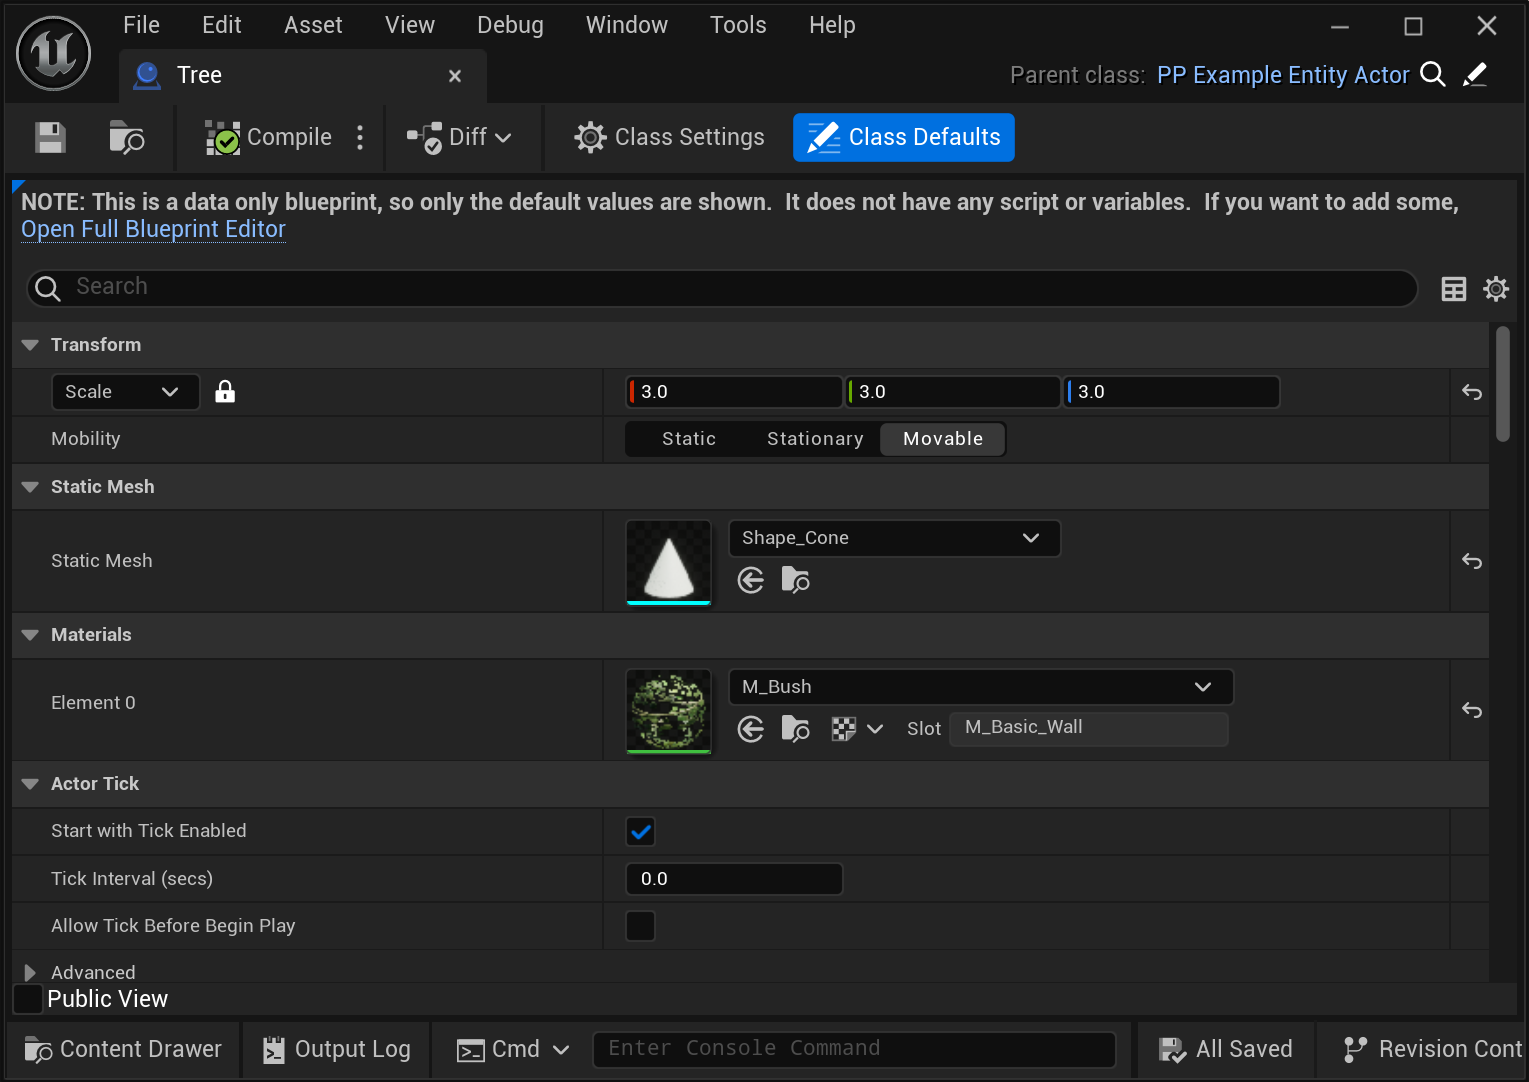 File Edit Asset View Debug Window Tools Help
Tree
Parent class: PP Example Entity Actor
Compile Diff Class Settings Class Defaults
NOTE: This is a data only blueprint, so only the default values are shown.  It does not have any script or variables.  If you want to add some,
Open Full Blueprint Editor
Search
Transform
Scale 3.0 3.0 3.0
Mobility Static Stationary Movable
Static Mesh
Static Mesh Shape_Cone
Materials
Element 0 M_Bush
Slot M_Basic_Wall
Actor Tick
Start with Tick Enabled
Tick Interval (secs) 0.0
Allow Tick Before Begin Play
Advanced
Public View
Content Drawer Output Log Cmd Enter Console Command All Saved Revision Cont